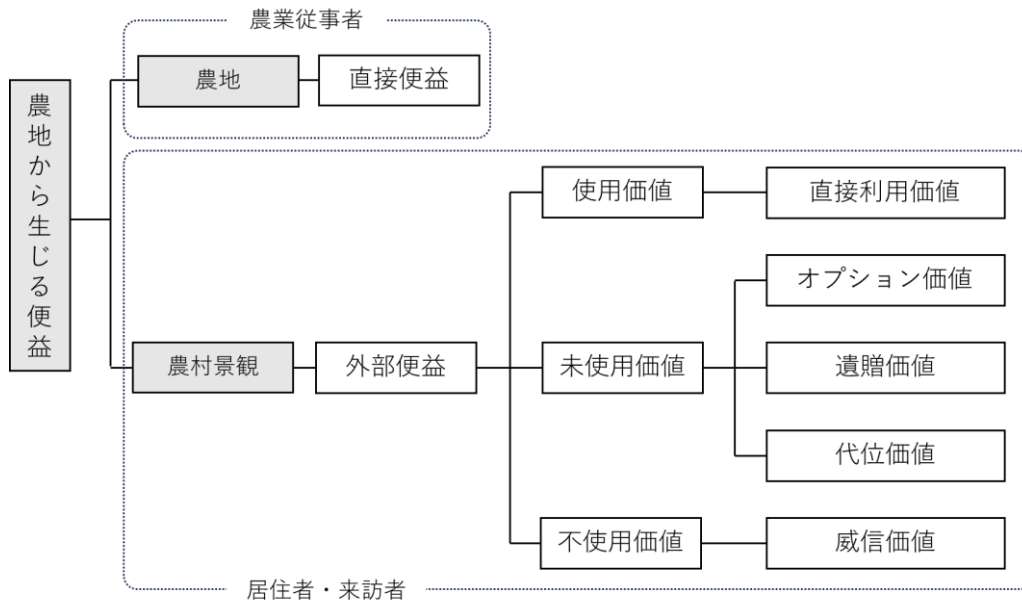 農業従事者
農地から生じる便益
農地
直接便益
使用価値
直接利用価値
オプション価値
農村景観
外部便益
未使用価値
遺贈価値
代位価値
不使用価値
威信価値
居住者・来訪者